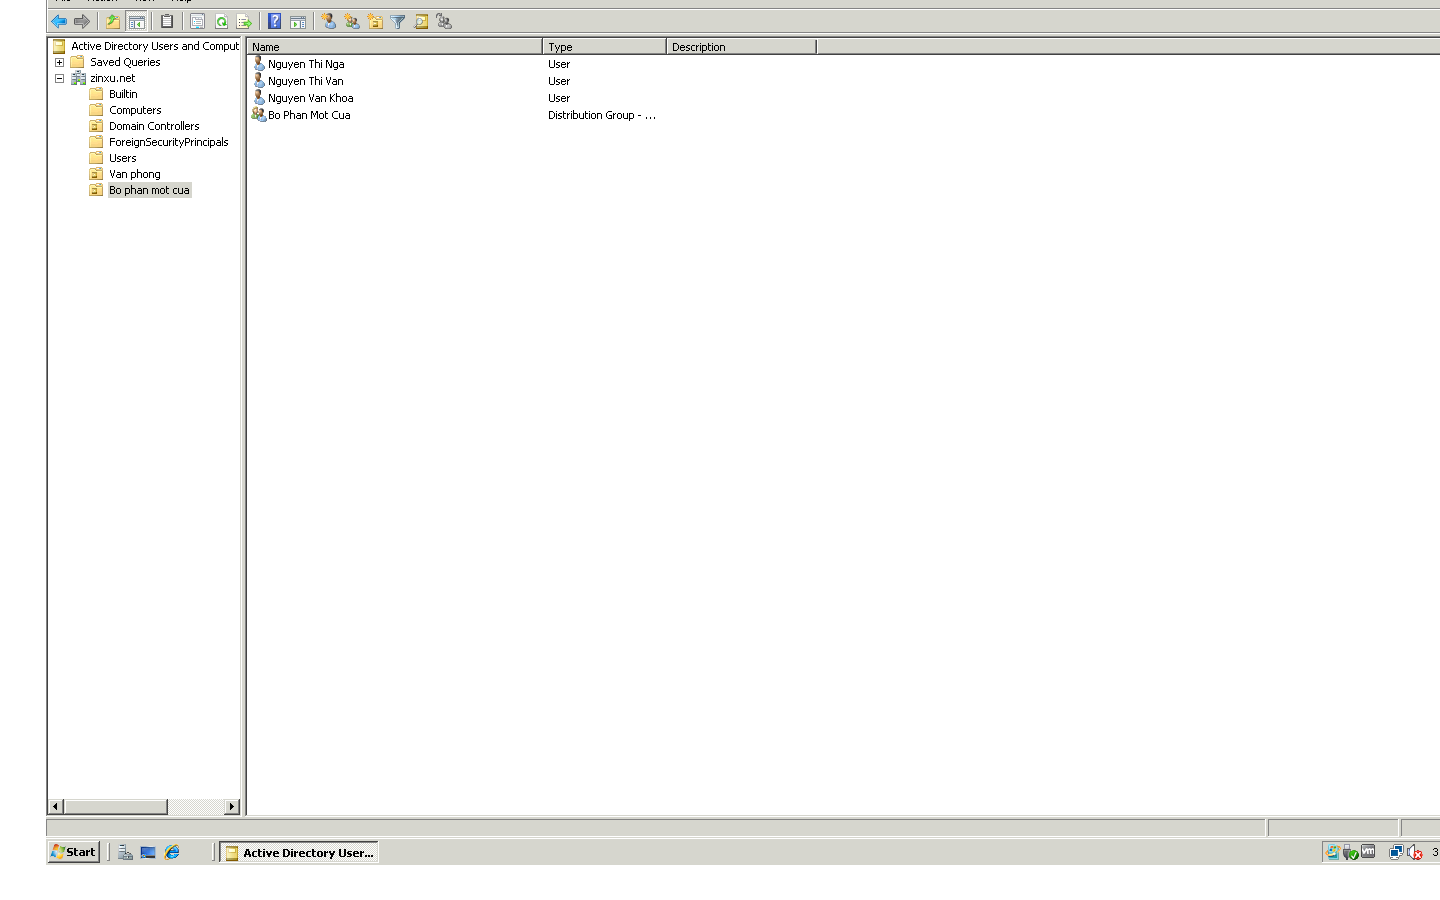 Active Directory Users and Comput
Saved Queries
zinxu.net
Builtin
Computers
Domain Controllers
ForeignSecurityPrincipals
Users
Van phong
Bo phan mot cua
Name Type Description
Nguyen Thi Nga User
Nguyen Thi Van User
Nguyen Van Khoa User
Bo Phan Mot Cua Distribution Group - ...
Start Active Directory User... 3